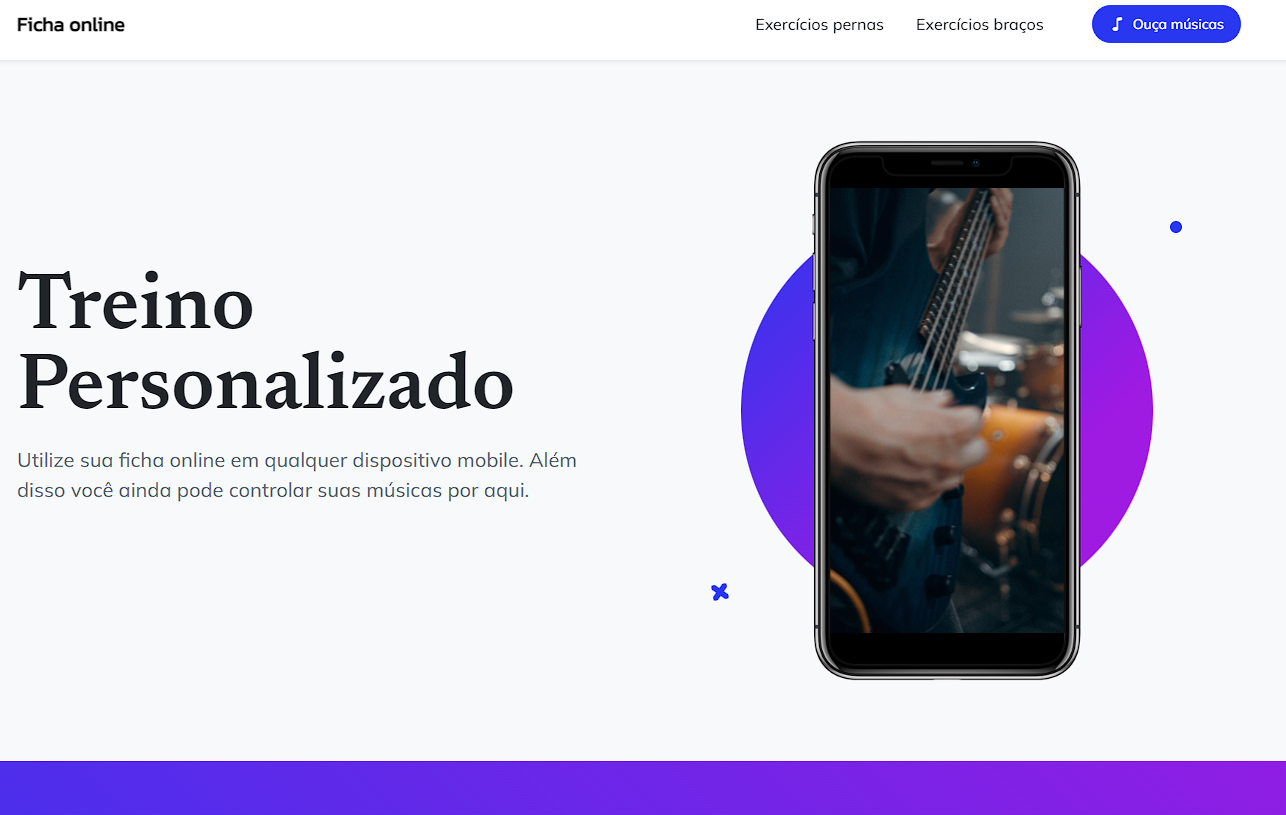 Ficha online
Exercícios pernas
Exercícios braços
Ouça músicas
Treino
Personalizado
Utilize sua ficha online em qualquer dispositivo mobile. Além
disso você ainda pode controlar suas músicas por aqui.